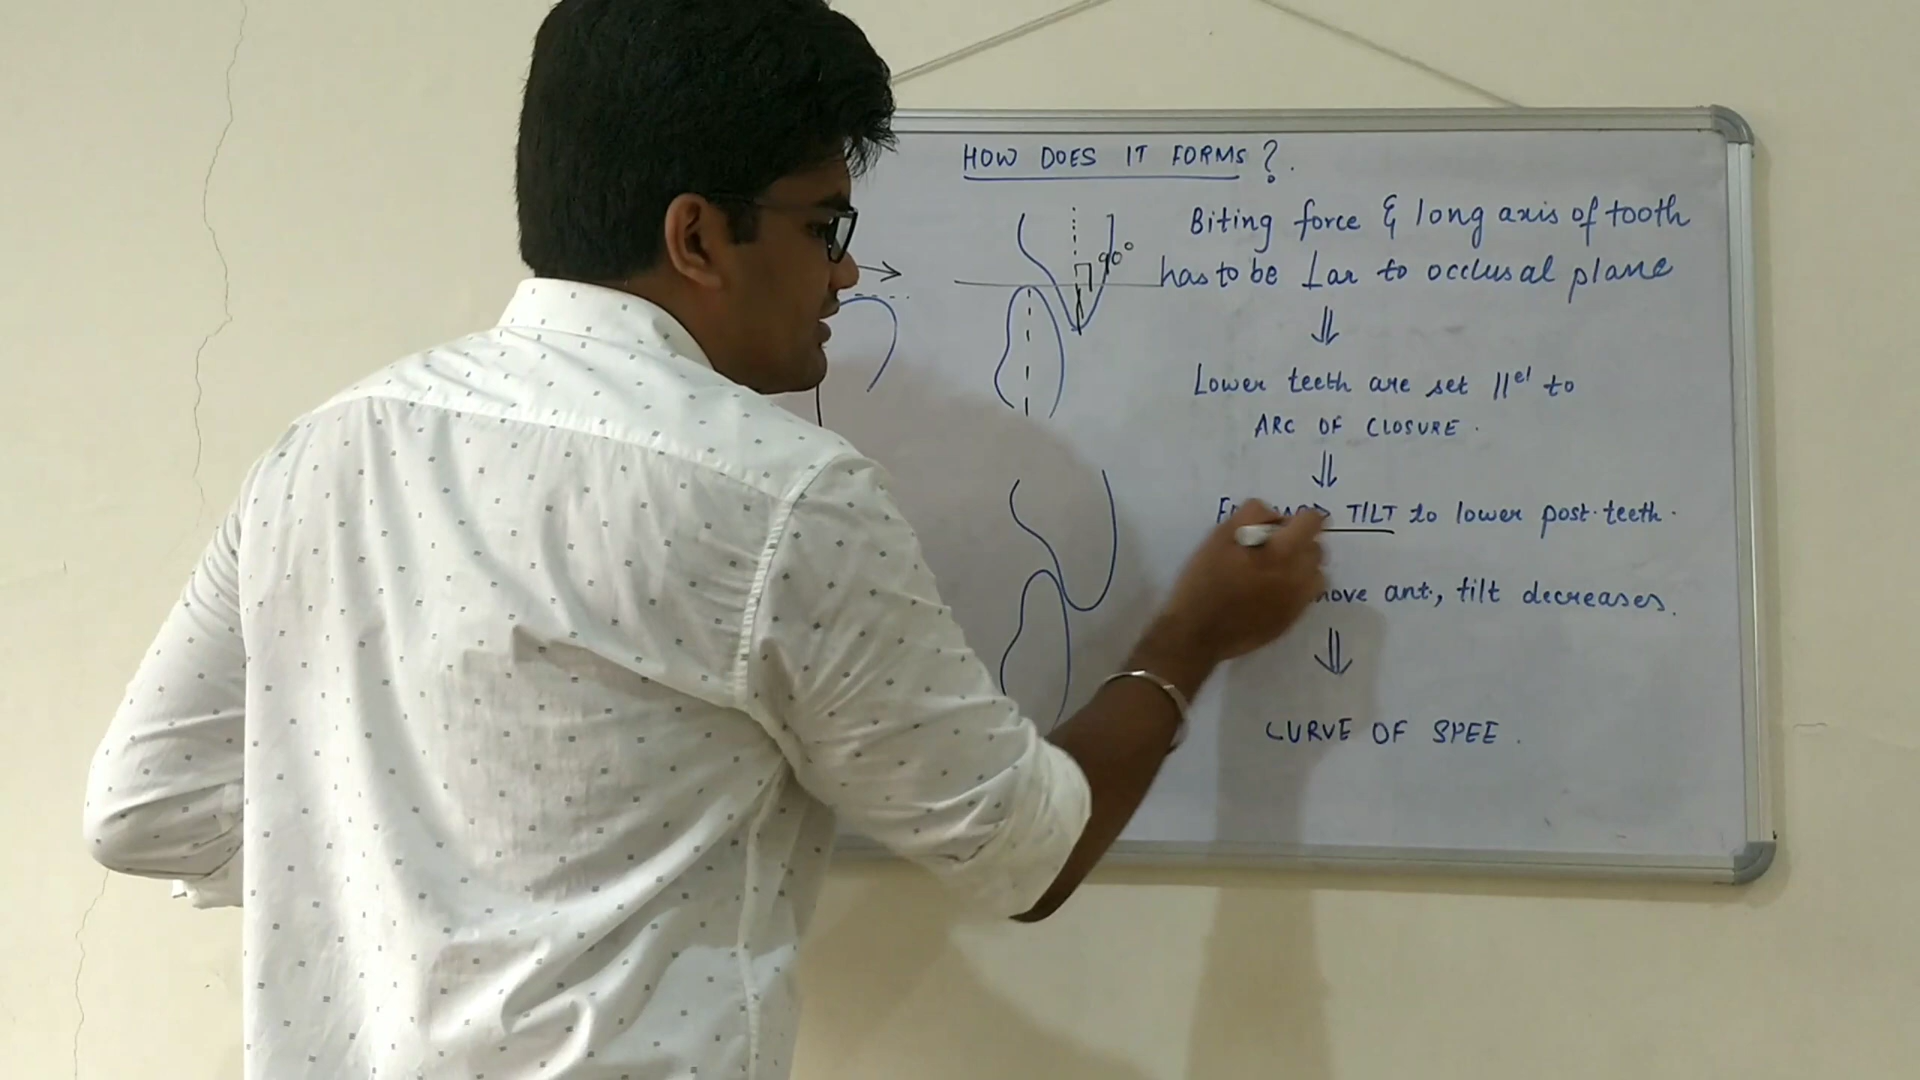 HOW DOES IT FORMS ?.
90°
Biting force & long axis of tooth
has to be ⊥ar to occlusal plane
⇓
Lower teeth are set ||el to
ARC OF CLOSURE .
⇓
TILT to lower post. teeth.
move ant., tilt decreases.
⇓
CURVE OF SPEE .